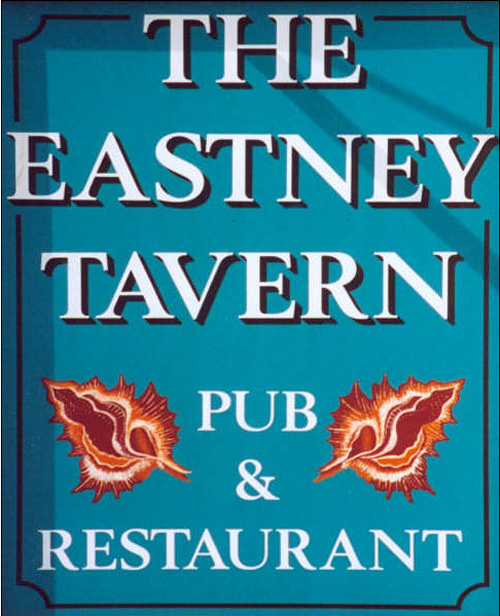 THE
EASTNEY
TAVERN
PUB
&
RESTAURANT